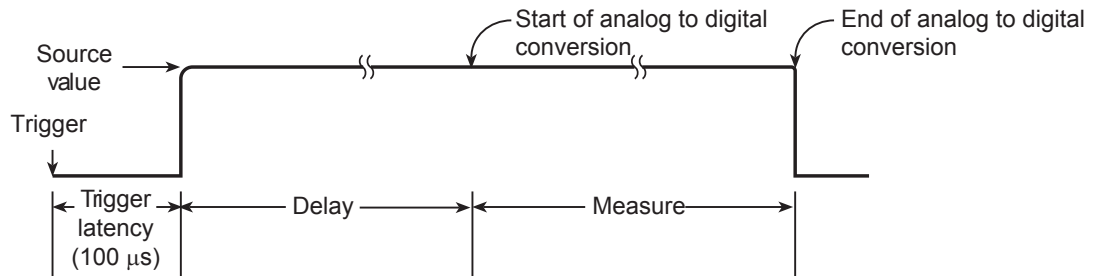 Start of analog to digital
conversion
End of analog to digital
conversion
Source
value
Trigger
Trigger
latency
(100 μs)
Delay
Measure